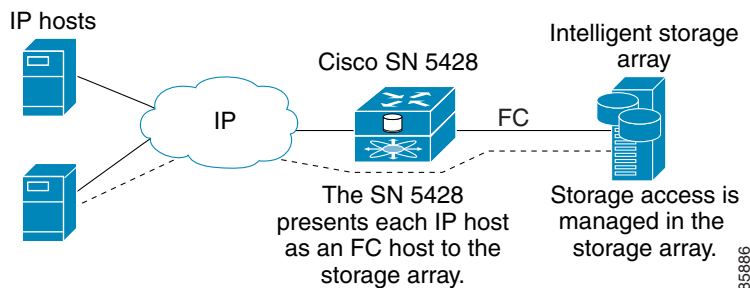 IP hosts
Intelligent storage
array
Cisco SN 5428
IP
FC
The SN 5428
presents each IP host
as an FC host to the
storage array.
Storage access is
managed in the
storage array.
85886